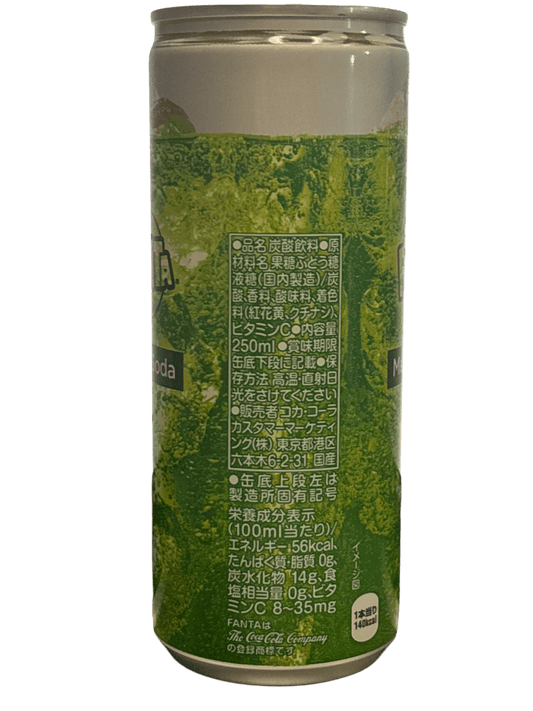 ●品名 炭酸飲料●原
材料名 果糖ぶどう糖
液糖(国内製造)/炭
酸、香料、酸味料、着色
料(紅花黄、クチナシ)、
ビタミンC●内容量
250ml ●賞味期限
缶底下段に記載●保
存方法 高温・直射日
光をさけてください
●販売者 コカ・コーラ
カスタマーマーケティ
ング(株) 東京都港区
六本木6-2-31 国産
●缶底上段左は
製造所固有記号
栄養成分表示
(100ml当たり)/
エネルギー 56kcal、
たんぱく質・脂質 0g、
炭水化物 14g、食
塩相当量 0g、ビタ
ミンC 8~35mg
FANTAは
The Coca-Cola Company
の登録商標です
イメージ図
1本当り
140kcal
oda
Me